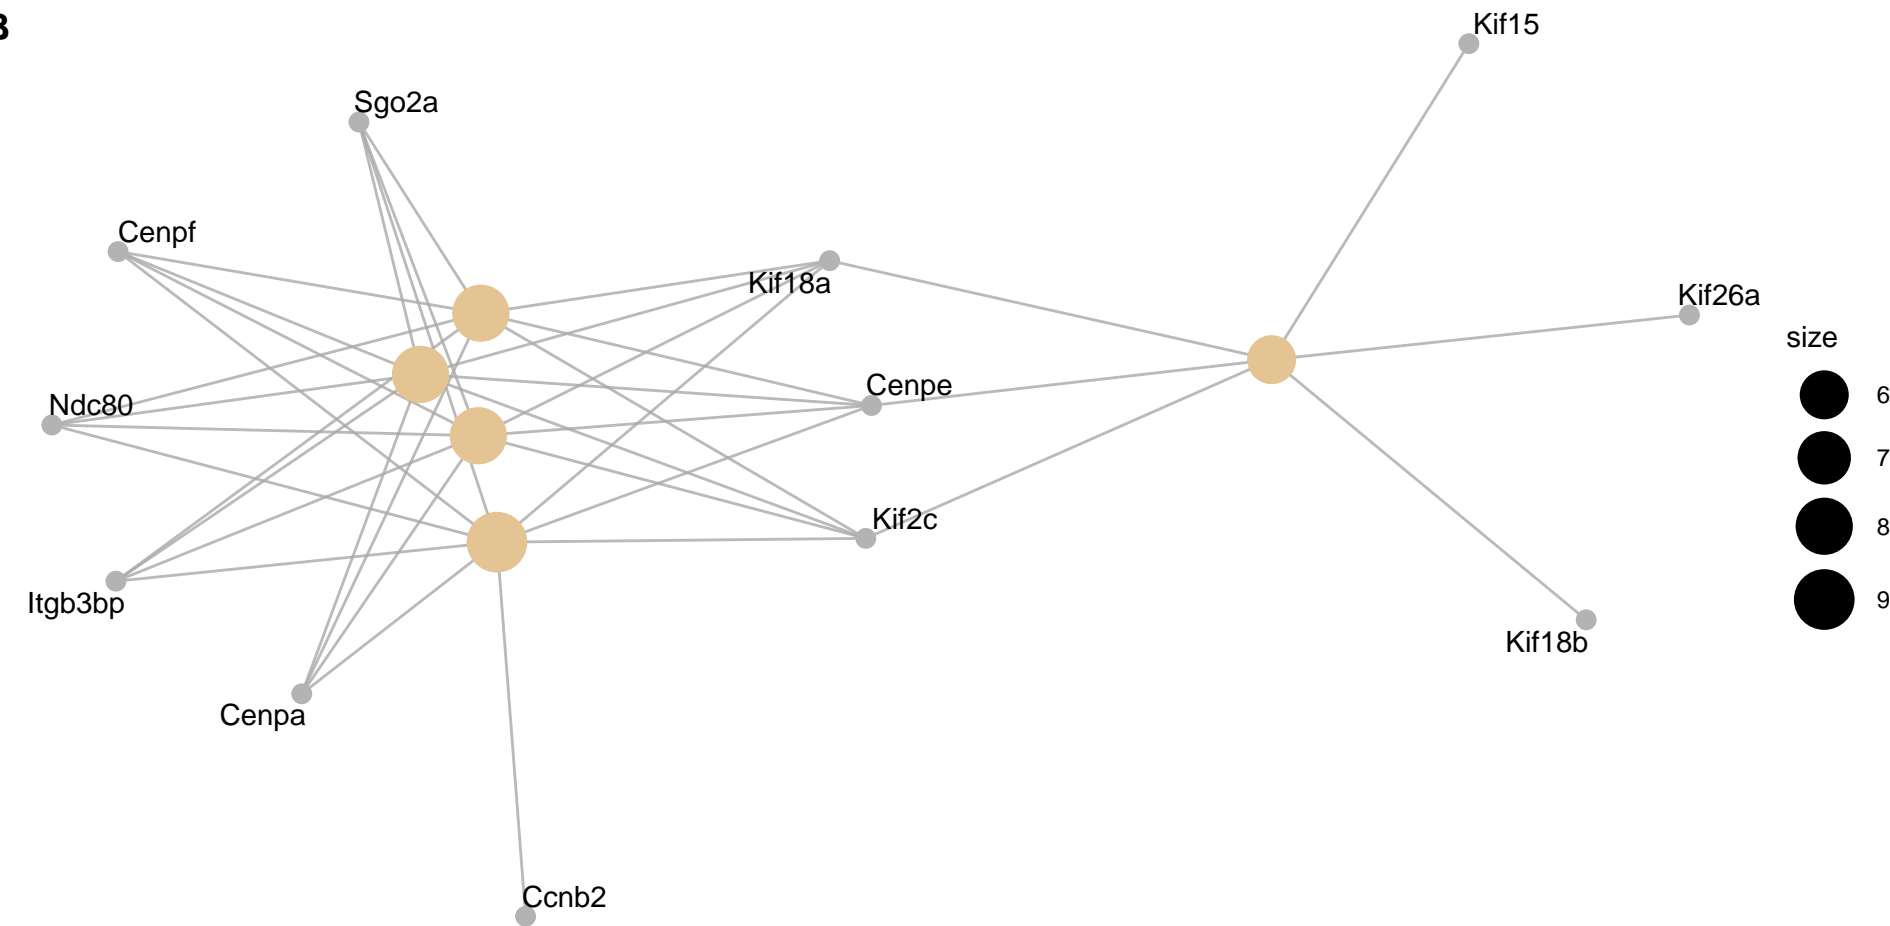 B
Kif15
Sgo2a
Cenpf
Kif18a
Kif26a
size
Cenpe
6
Ndc80
7
Kif2c
8
Itgb3bp
9
Kif18b
Cenpa
Ccnb2